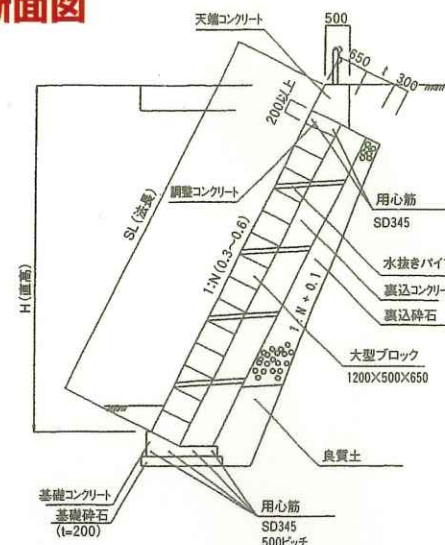 断面図
天端コンクリート
500
650
t
300
200以上
調整コンクリート
SL(法長)
H(直高)
1:N(0.3~0.6)
用心筋
SD345
水抜きパイプ
裏込コンクリー
裏込砕石
1:N+0.1
大型ブロック
1200×500×650
良質土
基礎コンクリート
基礎砕石
(t=200)
用心筋
SD345
500ピッチ